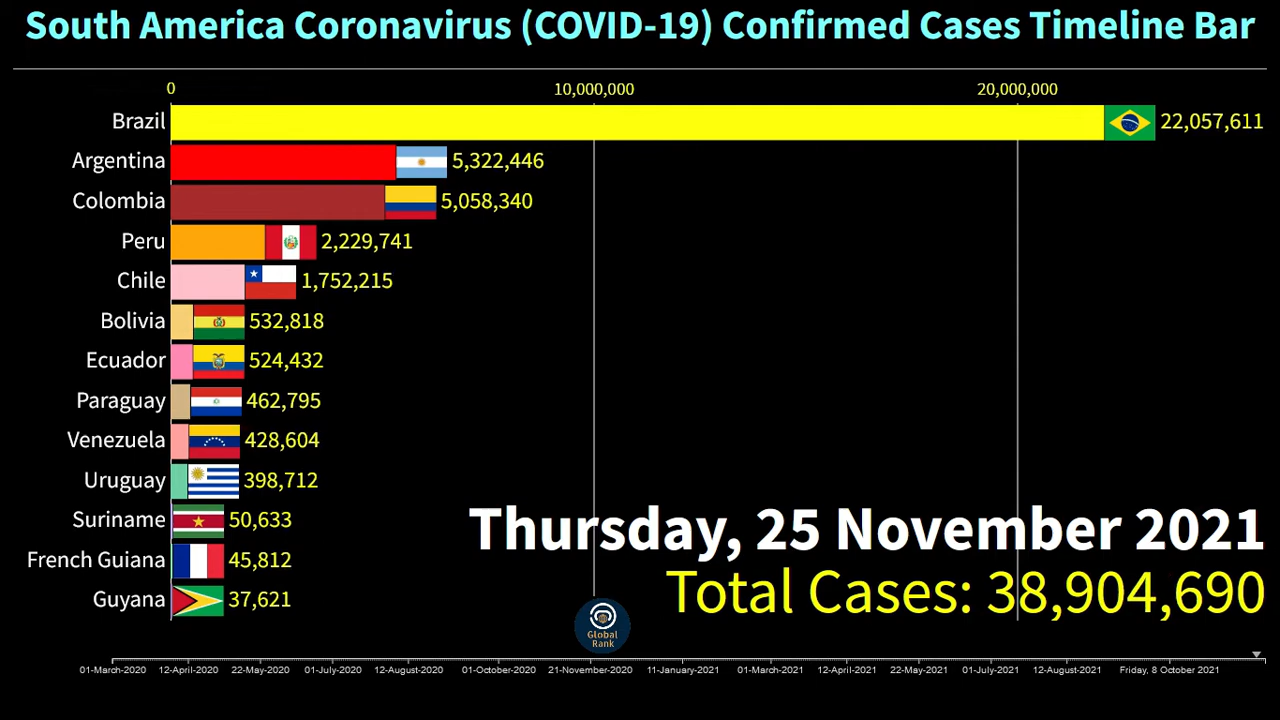 South America Coronavirus (COVID-19) Confirmed Cases Timeline Bar
0 10,000,000 20,000,000
Brazil 22,057,611
Argentina 5,322,446
Colombia 5,058,340
Peru 2,229,741
Chile 1,752,215
Bolivia 532,818
Ecuador 524,432
Paraguay 462,795
Venezuela 428,604
Uruguay 398,712
Suriname 50,633
French Guiana 45,812
Guyana 37,621
Thursday, 25 November 2021
Total Cases: 38,904,690
Global
Rank
01-March-2020 12-April-2020 22-May-2020 01-July-2020 12-August-2020 01-October-2020 21-November-2020 11-January-2021 01-March-2021 12-April-2021 22-May-2021 01-July-2021 12-August-2021 Friday, 8 October 2021